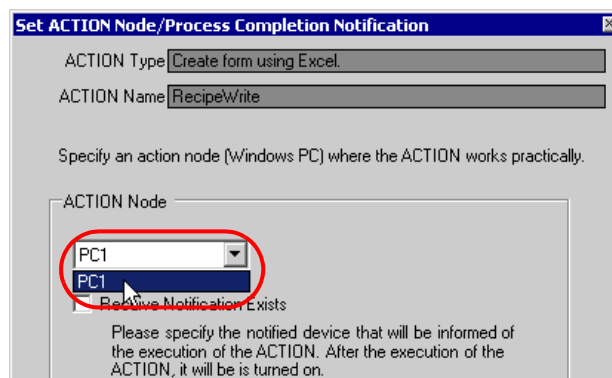 Set ACTION Node/Process Completion Notification
ACTION Type Create form using Excel.
ACTION Name RecipeWrite
Specify an action node (Windows PC) where the ACTION works practically.
ACTION Node
PC1
PC1
Receive Notification Exists
Please specify the notified device that will be informed of
the execution of the ACTION. After the execution of the
ACTION, it will be is turned on.